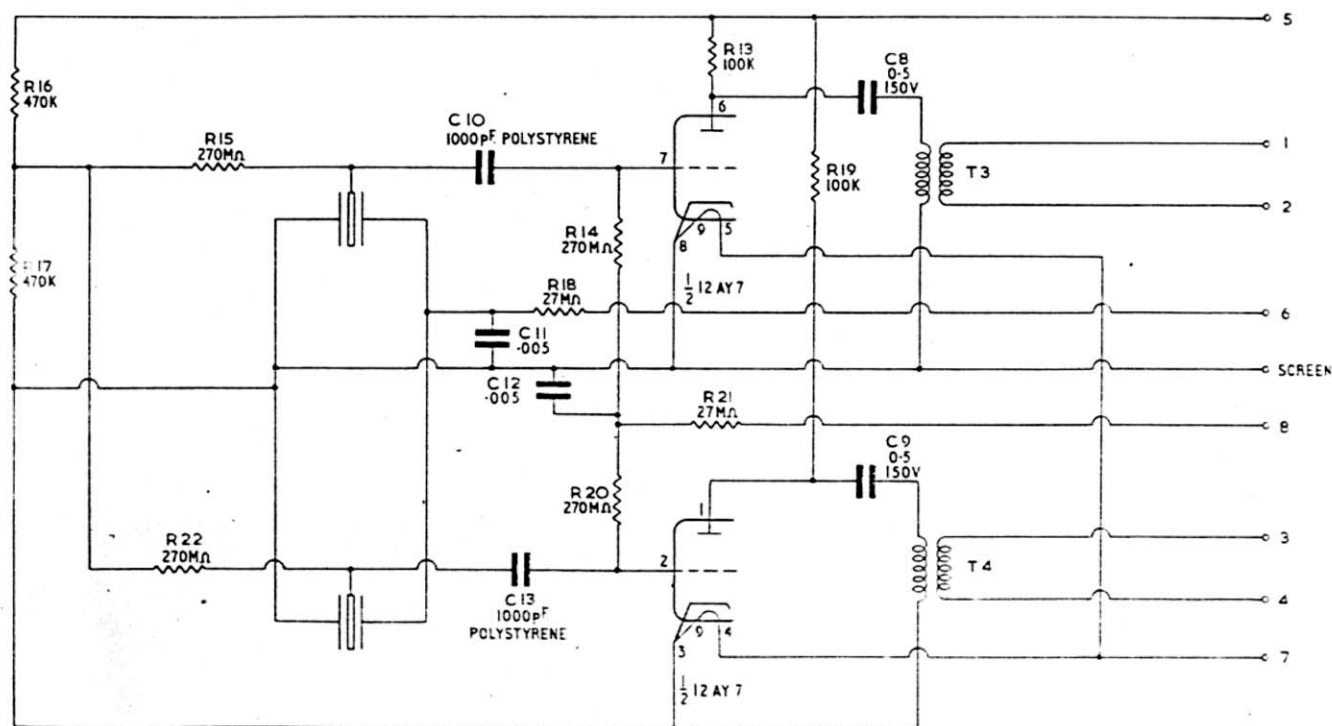 5
R13
100K
C8
0·5
150V
R16
470K
6
C10
1000pF POLYSTYRENE
R15
270MΩ
1
7
R19
100K
T3
2
R14
270MΩ
9
5
8
R17
470K
½ 12 AY 7
R18
27MΩ
6
C11
·005
SCREEN
C12
·005
R21
27MΩ
8
C9
0·5
150V
R20
270MΩ
1
3
R22
270MΩ
2
T4
C13
1000pF
POLYSTYRENE
4
9
4
3
7
½ 12 AY 7